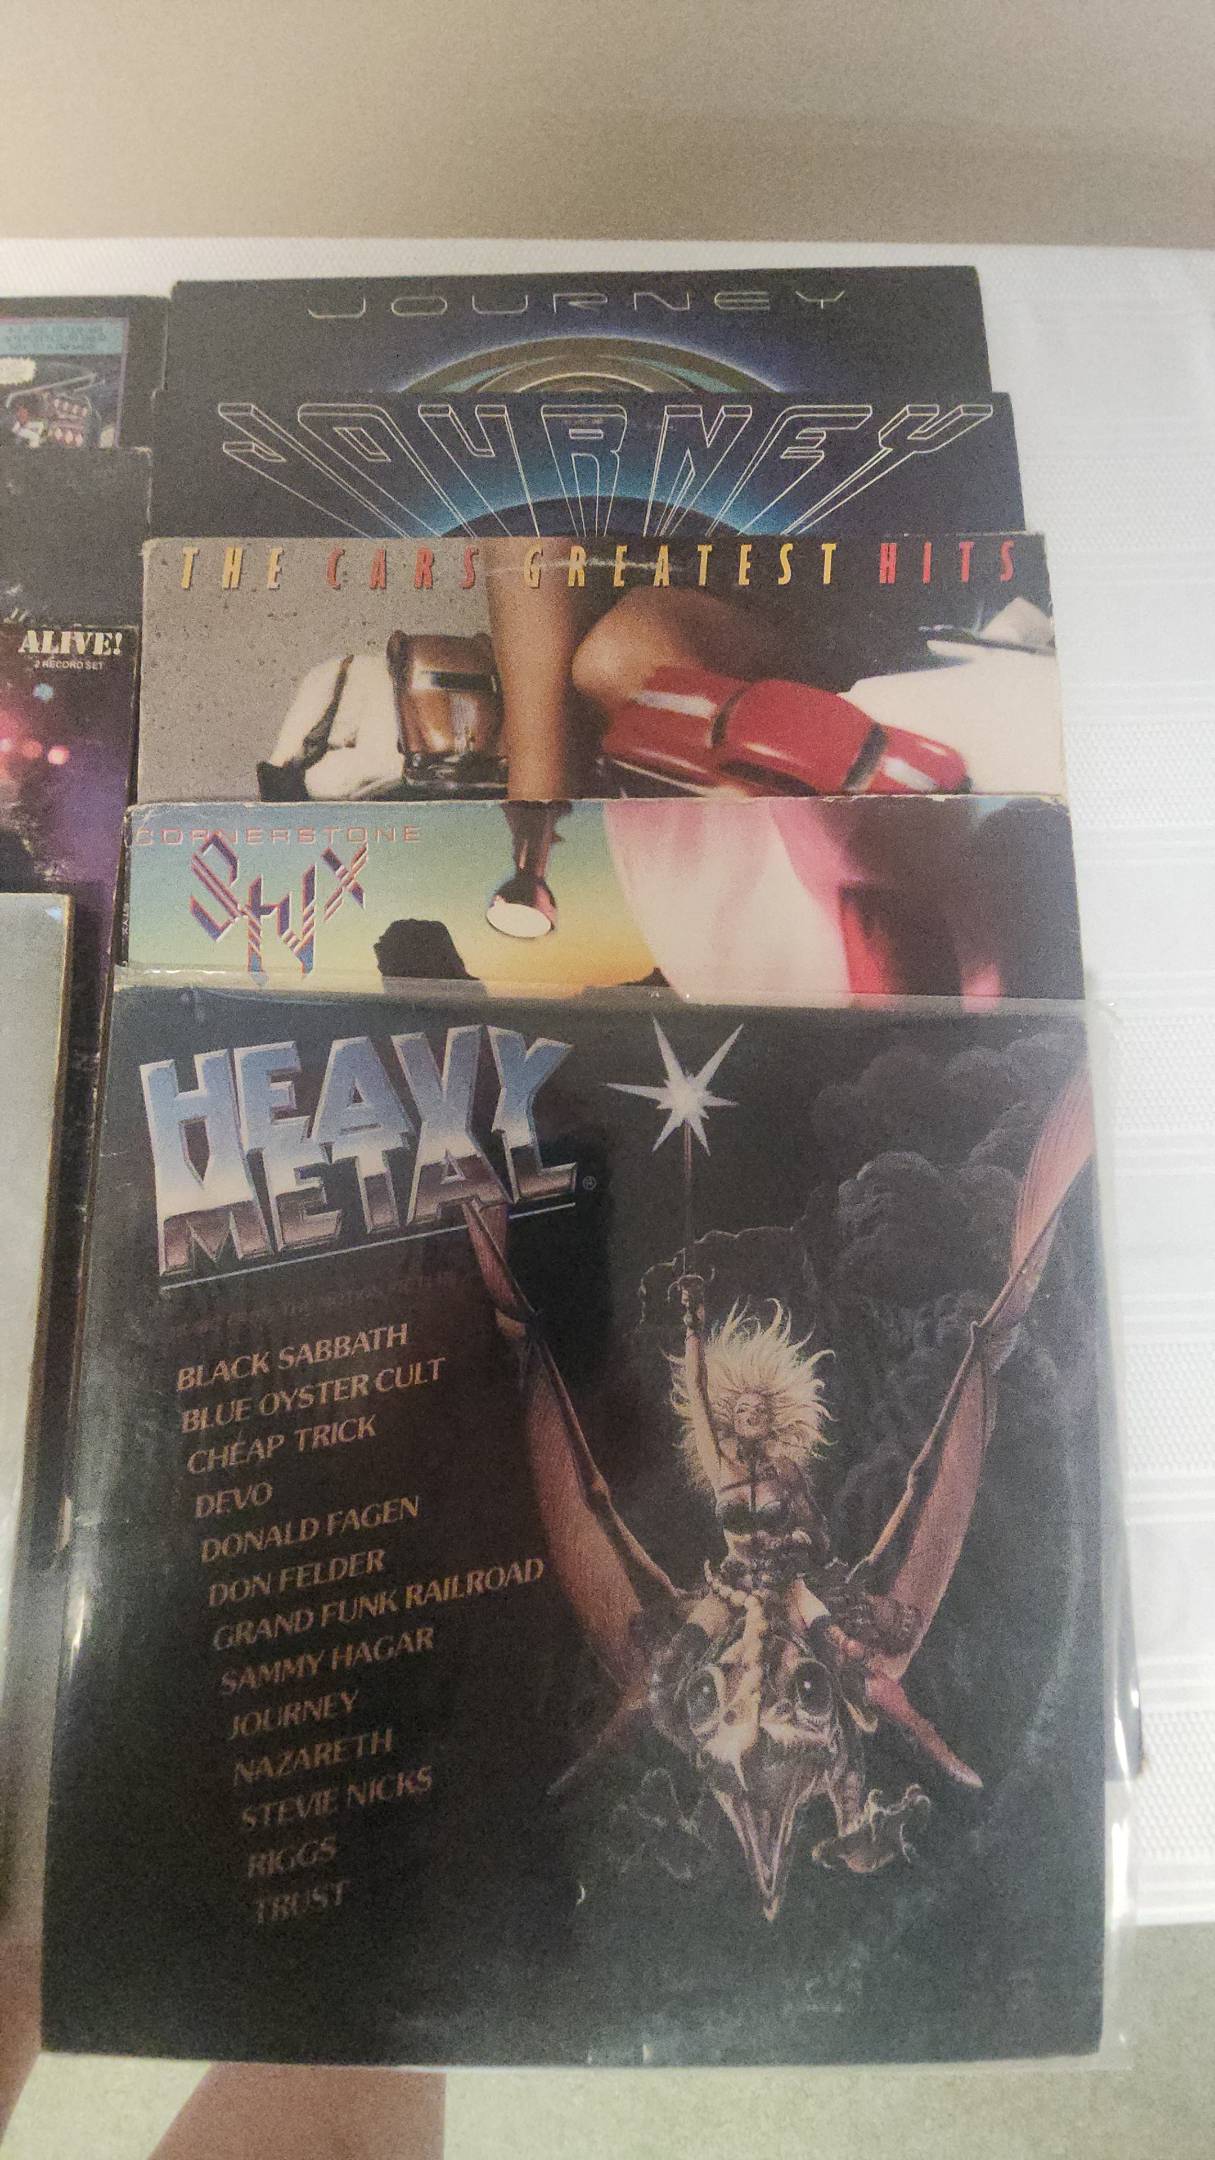 JOURNEY
JOURNEY
THE CARS GREATEST HITS
ALIVE!
2 RECORD SET
CORNERSTONE
STYX
HEAVY
METAL®
BLACK SABBATH
BLUE OYSTER CULT
CHEAP TRICK
DEVO
DONALD FAGEN
DON FELDER
GRAND FUNK RAILROAD
SAMMY HAGAR
JOURNEY
NAZARETH
STEVIE NICKS
RIGGS
TRUST